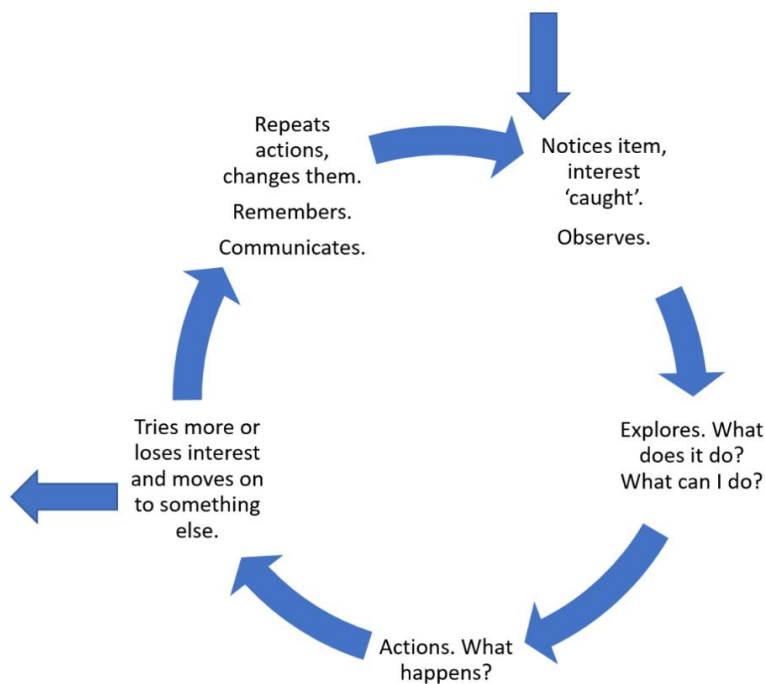 Notices item,
interest
‘caught’.
Observes.
Explores. What
does it do?
What can I do?
Actions. What
happens?
Tries more or
loses interest
and moves on
to something
else.
Repeats
actions,
changes them.
Remembers.
Communicates.